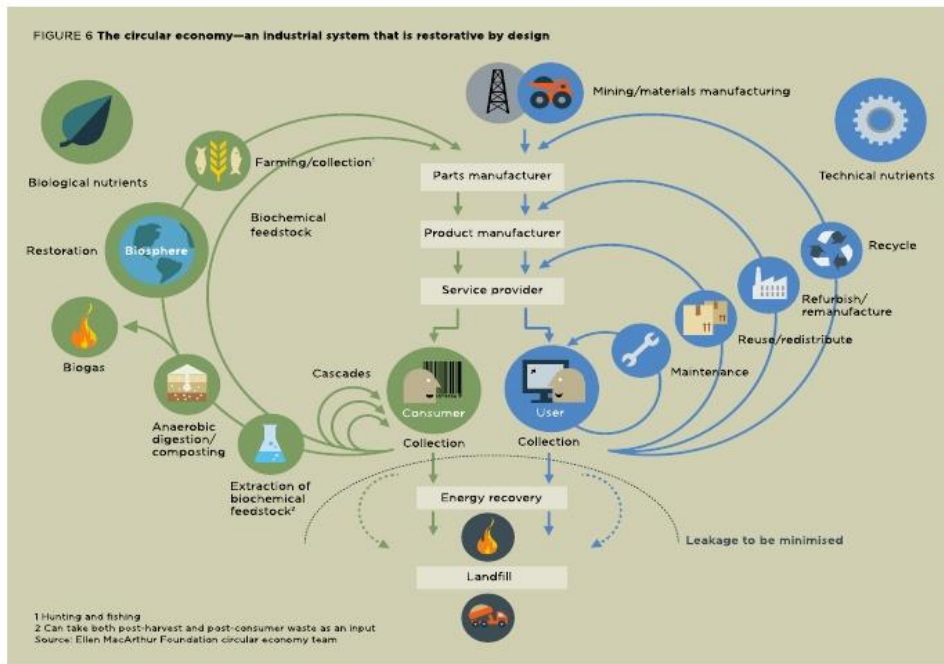 FIGURE 6 The circular economy—an industrial system that is restorative by design
Mining/materials manufacturing
Biological nutrients
Farming/collection¹
Parts manufacturer
Technical nutrients
Biochemical
feedstock
Product manufacturer
Restoration
Biosphere
Recycle
Service provider
Refurbish/
remanufacture
Reuse/redistribute
Biogas
Cascades
Maintenance
Consumer
User
Anaerobic
digestion/
composting
Collection
Collection
Extraction of
biochemical
feedstock²
Energy recovery
Leakage to be minimised
Landfill
1 Hunting and fishing
2 Can take both post-harvest and post-consumer waste as an input
Source: Ellen MacArthur Foundation circular economy team